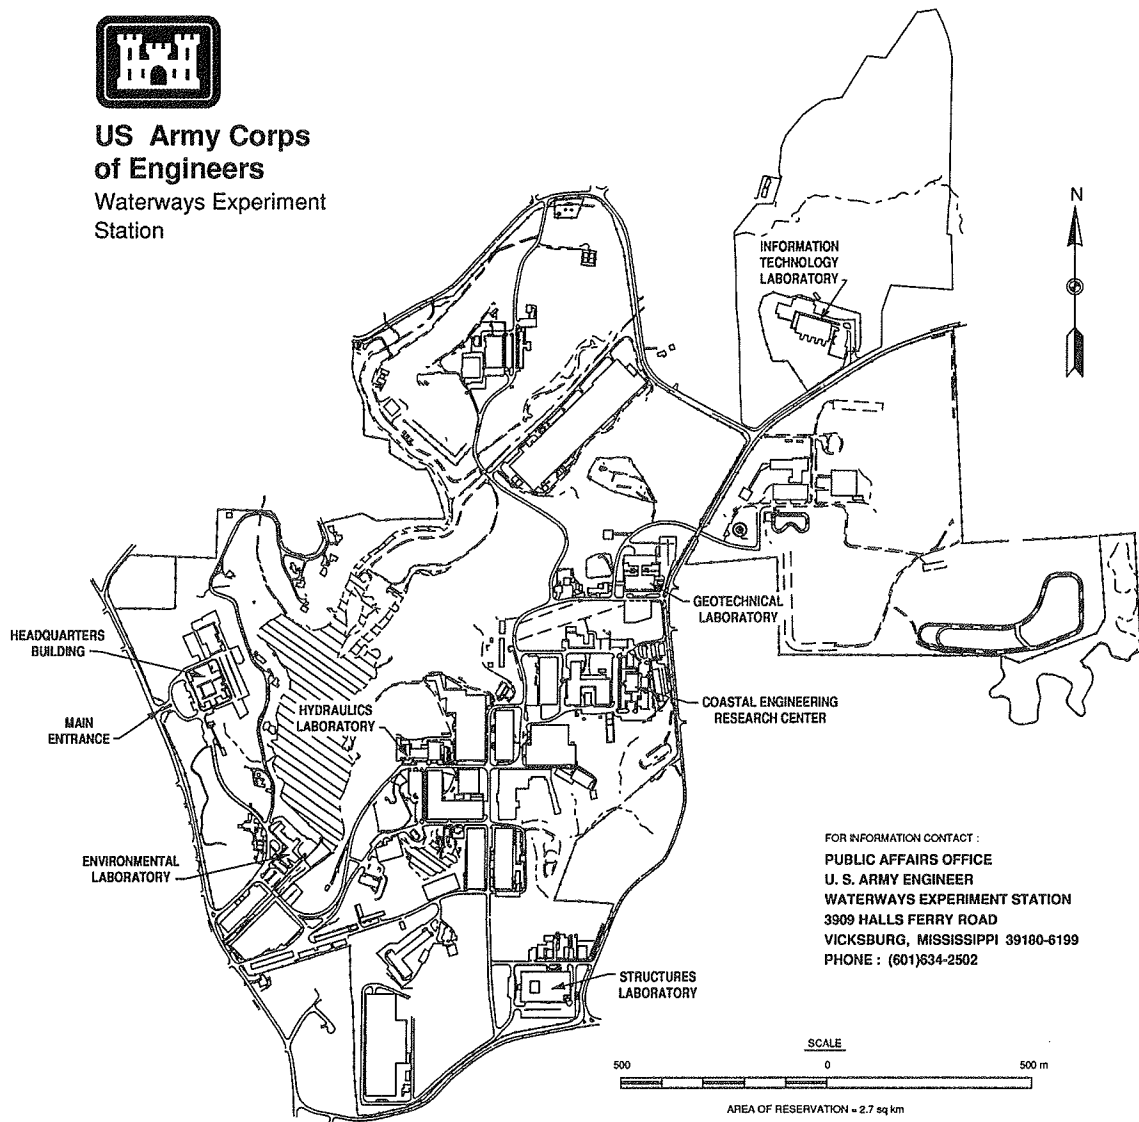 US Army Corps
of Engineers
Waterways Experiment
Station
N
INFORMATION
TECHNOLOGY
LABORATORY
GEOTECHNICAL
LABORATORY
HEADQUARTERS
BUILDING
MAIN
ENTRANCE
HYDRAULICS
LABORATORY
COASTAL ENGINEERING
RESEARCH CENTER
ENVIRONMENTAL
LABORATORY
STRUCTURES
LABORATORY
FOR INFORMATION CONTACT :
PUBLIC AFFAIRS OFFICE
U. S. ARMY ENGINEER
WATERWAYS EXPERIMENT STATION
3909 HALLS FERRY ROAD
VICKSBURG, MISSISSIPPI 39180-6199
PHONE : (601)634-2502
SCALE
500 0 500 m
AREA OF RESERVATION = 2.7 sq km